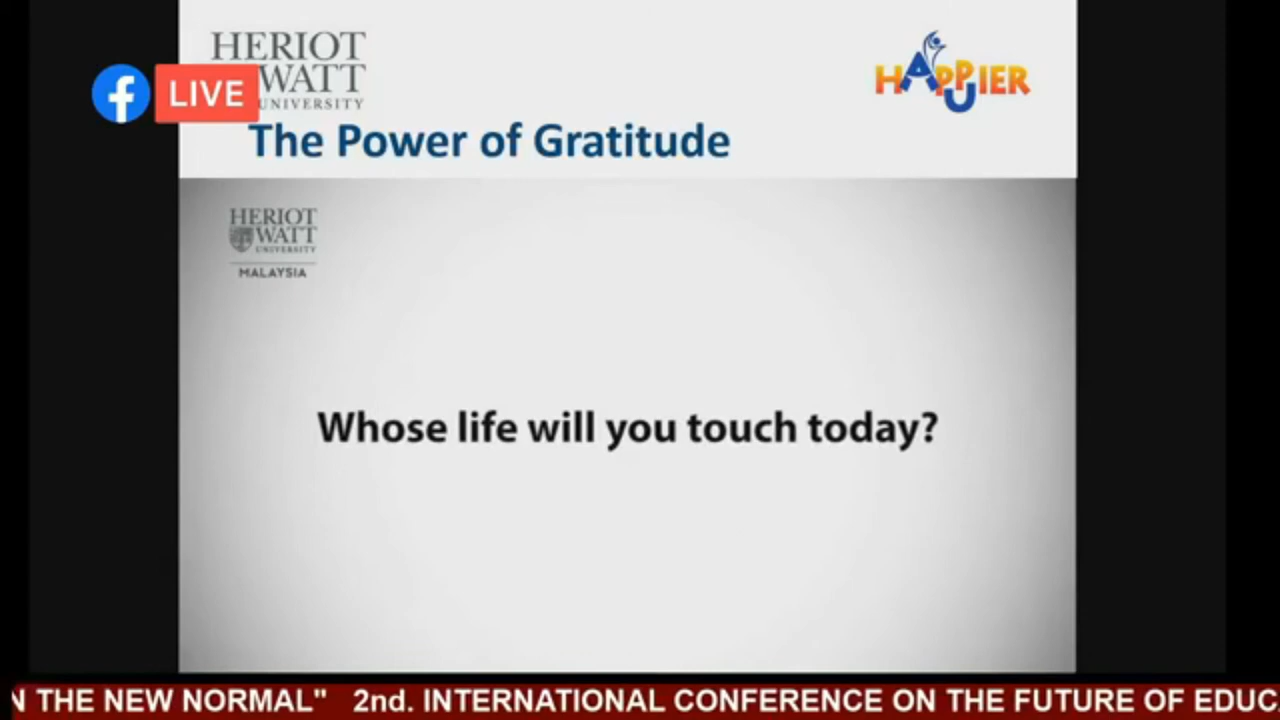 HERIOT
WATT
UNIVERSITY
HAPPIER
U
LIVE
The Power of Gratitude
HERIOT
WATT
UNIVERSITY
MALAYSIA
Whose life will you touch today?
THE NEW NORMAL" 2nd. INTERNATIONAL CONFERENCE ON THE FUTURE OF